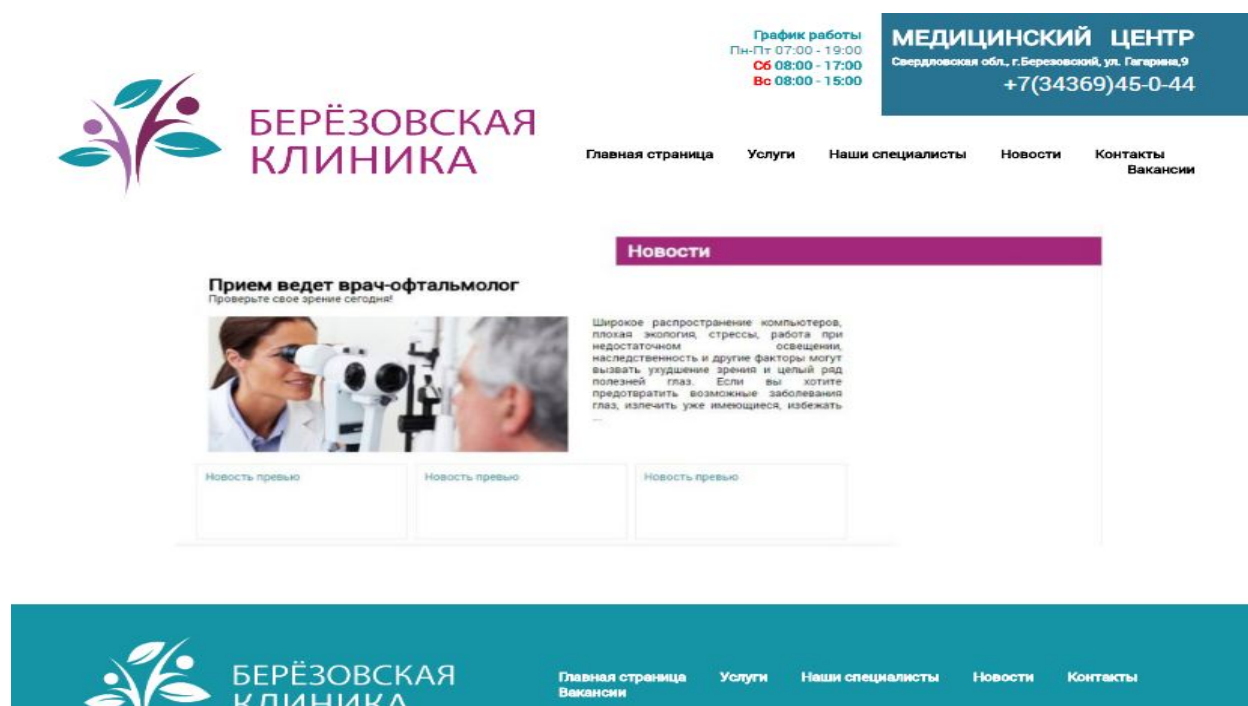 График работы
Пн-Пт 07:00 - 19:00
Сб 08:00 - 17:00
Вс 08:00 - 15:00
МЕДИЦИНСКИЙ ЦЕНТР
Свердловская обл., г.Березовский, ул. Гагарина,9
+7(34369)45-0-44
БЕРЁЗОВСКАЯ
КЛИНИКА
Главная страница Услуги Наши специалисты Новости Контакты
Вакансии
Новости
Прием ведет врач-офтальмолог
Проверьте свое зрение сегодня!
Широкое распространение компьютеров,
плохая экология, стрессы, работа при
недостаточном освещении,
наследственность и другие факторы могут
вызвать ухудшение зрения и целый ряд
полезней глаз. Если вы хотите
предотвратить возможные заболевания
глаз, излечить уже имеющиеся, избежать
...
Новость превью
Новость превью
Новость превью
БЕРЁЗОВСКАЯ
КЛИНИКА
Главная страница Услуги Наши специалисты Новости Контакты
Вакансии